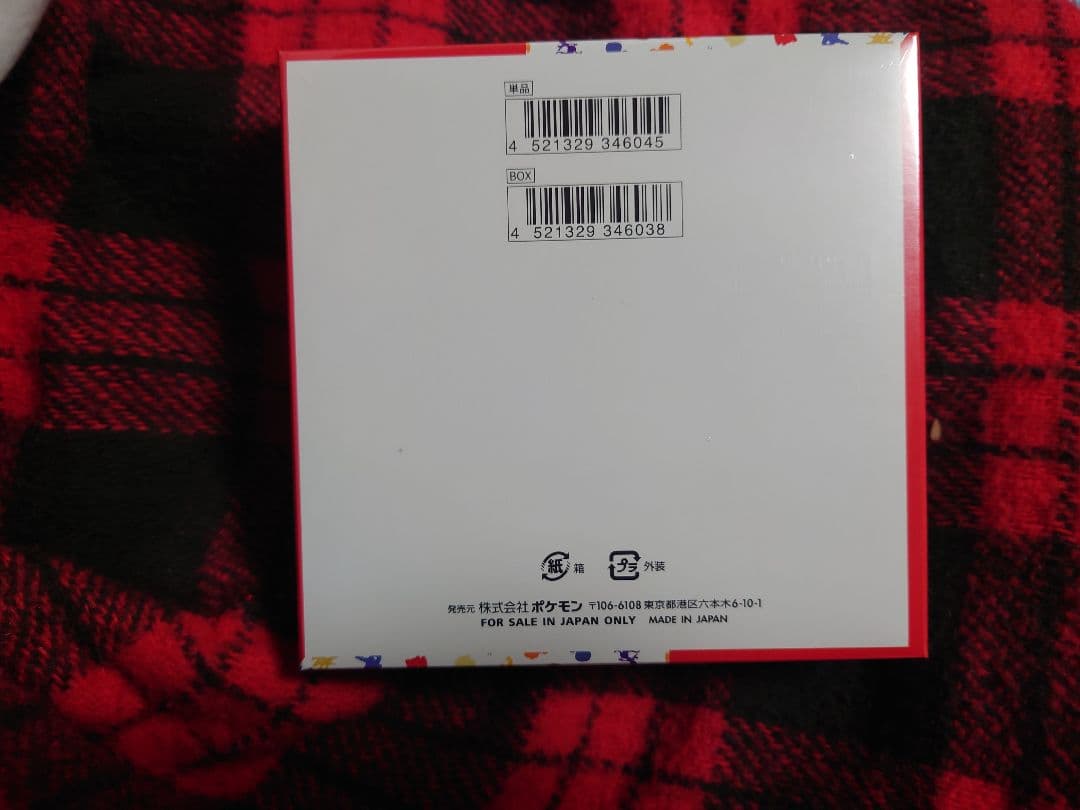 単品
4 521329 346045
BOX
4 521329 346038
紙 箱 プラ 外装
発売元 株式会社ポケモン 〒106-6108 東京都港区六本木6-10-1
FOR SALE IN JAPAN ONLY MADE IN JAPAN